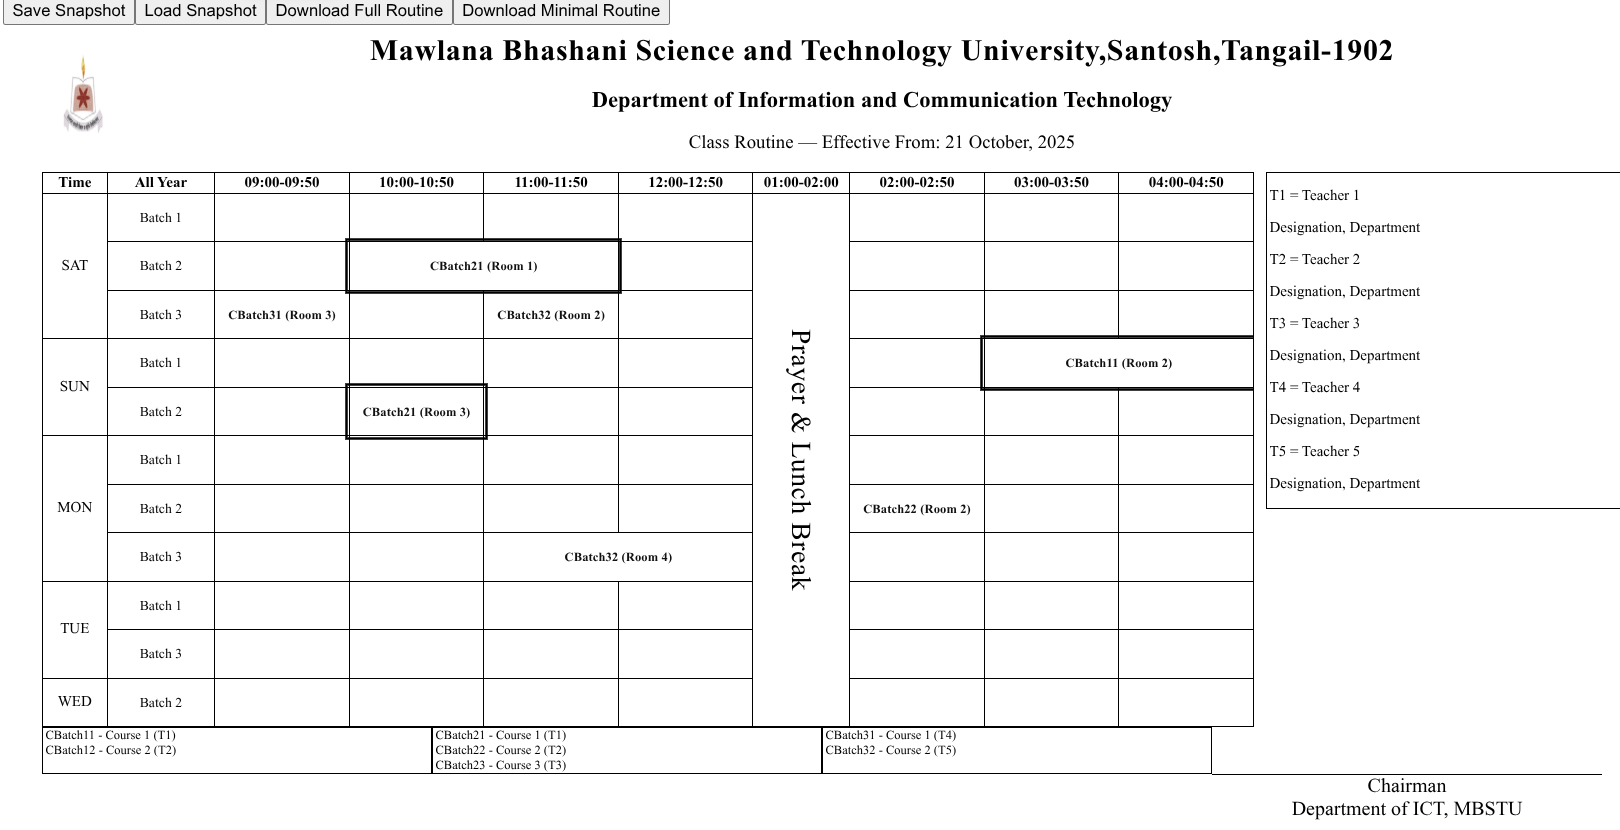 Save Snapshot Load Snapshot Download Full Routine Download Minimal Routine
Mawlana Bhashani Science and Technology University,Santosh,Tangail-1902
Department of Information and Communication Technology
Class Routine — Effective From: 21 October, 2025
Time All Year 09:00-09:50 10:00-10:50 11:00-11:50 12:00-12:50 01:00-02:00 02:00-02:50 03:00-03:50 04:00-04:50
SAT
Batch 1
Batch 2 CBatch21 (Room 1)
Batch 3 CBatch31 (Room 3) CBatch32 (Room 2)
SUN
Batch 1 CBatch11 (Room 2)
Batch 2 CBatch21 (Room 3)
MON
Batch 1
Batch 2 CBatch22 (Room 2)
Batch 3 CBatch32 (Room 4)
TUE
Batch 1
Batch 3
WED
Batch 2
Prayer & Lunch Break
T1 = Teacher 1
Designation, Department
T2 = Teacher 2
Designation, Department
T3 = Teacher 3
Designation, Department
T4 = Teacher 4
Designation, Department
T5 = Teacher 5
Designation, Department
CBatch11 - Course 1 (T1)
CBatch12 - Course 2 (T2)
CBatch21 - Course 1 (T1)
CBatch22 - Course 2 (T2)
CBatch23 - Course 3 (T3)
CBatch31 - Course 1 (T4)
CBatch32 - Course 2 (T5)
Chairman
Department of ICT, MBSTU